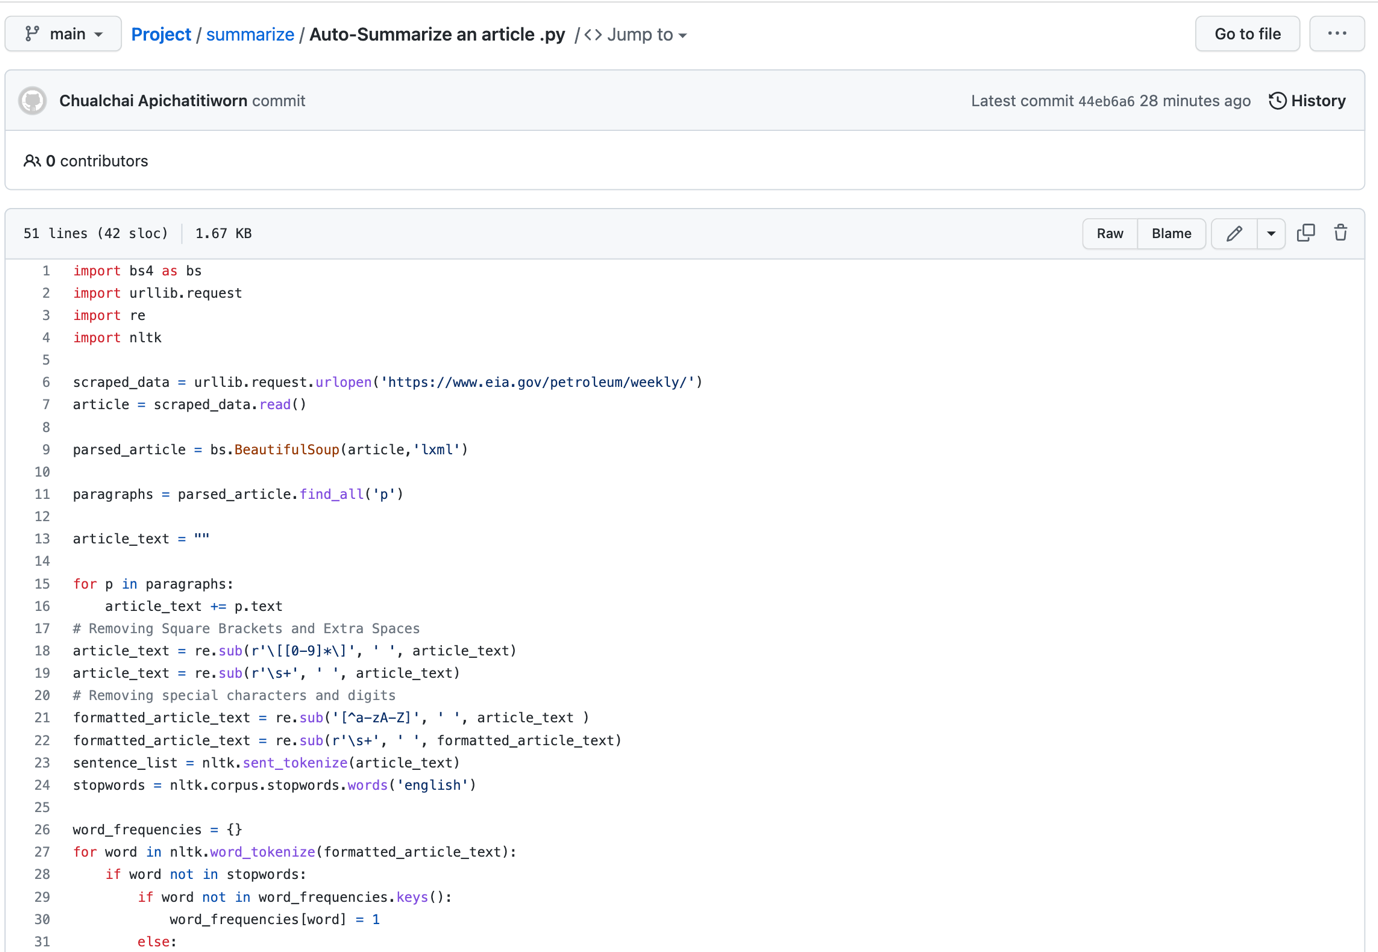 main
Project / summarize / Auto-Summarize an article .py / <> Jump to
Go to file
...
Chualchai Apichatitiworn commit
Latest commit 44eb6a6 28 minutes ago
History
0 contributors
51 lines (42 sloc) 1.67 KB
Raw
Blame
1 import bs4 as bs
2 import urllib.request
3 import re
4 import nltk
5
6 scraped_data = urllib.request.urlopen('https://www.eia.gov/petroleum/weekly/')
7 article = scraped_data.read()
8
9 parsed_article = bs.BeautifulSoup(article,'lxml')
10
11 paragraphs = parsed_article.find_all('p')
12
13 article_text = ""
14
15 for p in paragraphs:
16     article_text += p.text
17 # Removing Square Brackets and Extra Spaces
18 article_text = re.sub(r'\[[0-9]*\]', ' ', article_text)
19 article_text = re.sub(r'\s+', ' ', article_text)
20 # Removing special characters and digits
21 formatted_article_text = re.sub('[^a-zA-Z]', ' ', article_text )
22 formatted_article_text = re.sub(r'\s+', ' ', formatted_article_text)
23 sentence_list = nltk.sent_tokenize(article_text)
24 stopwords = nltk.corpus.stopwords.words('english')
25
26 word_frequencies = {}
27 for word in nltk.word_tokenize(formatted_article_text):
28     if word not in stopwords:
29         if word not in word_frequencies.keys():
30             word_frequencies[word] = 1
31         else: